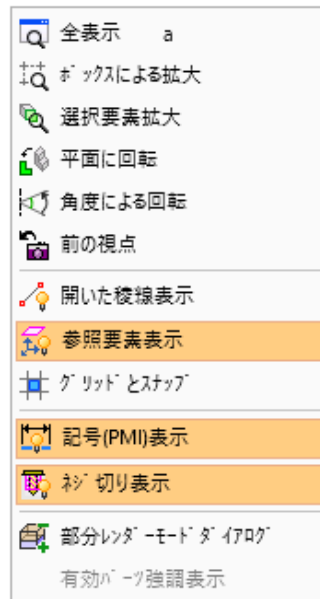 全表示 a
ﾎﾞｯｸｽによる拡大
選択要素拡大
平面に回転
角度による回転
前の視点
開いた稜線表示
参照要素表示
ｸﾞﾘｯﾄﾞとｽﾅｯﾌﾟ
記号(PMI)表示
ﾈｼﾞ切り表示
部分ﾚﾝﾀﾞｰﾓｰﾄﾞﾀﾞｲｱﾛｸﾞ
有効ﾊﾟｰﾂ強調表示